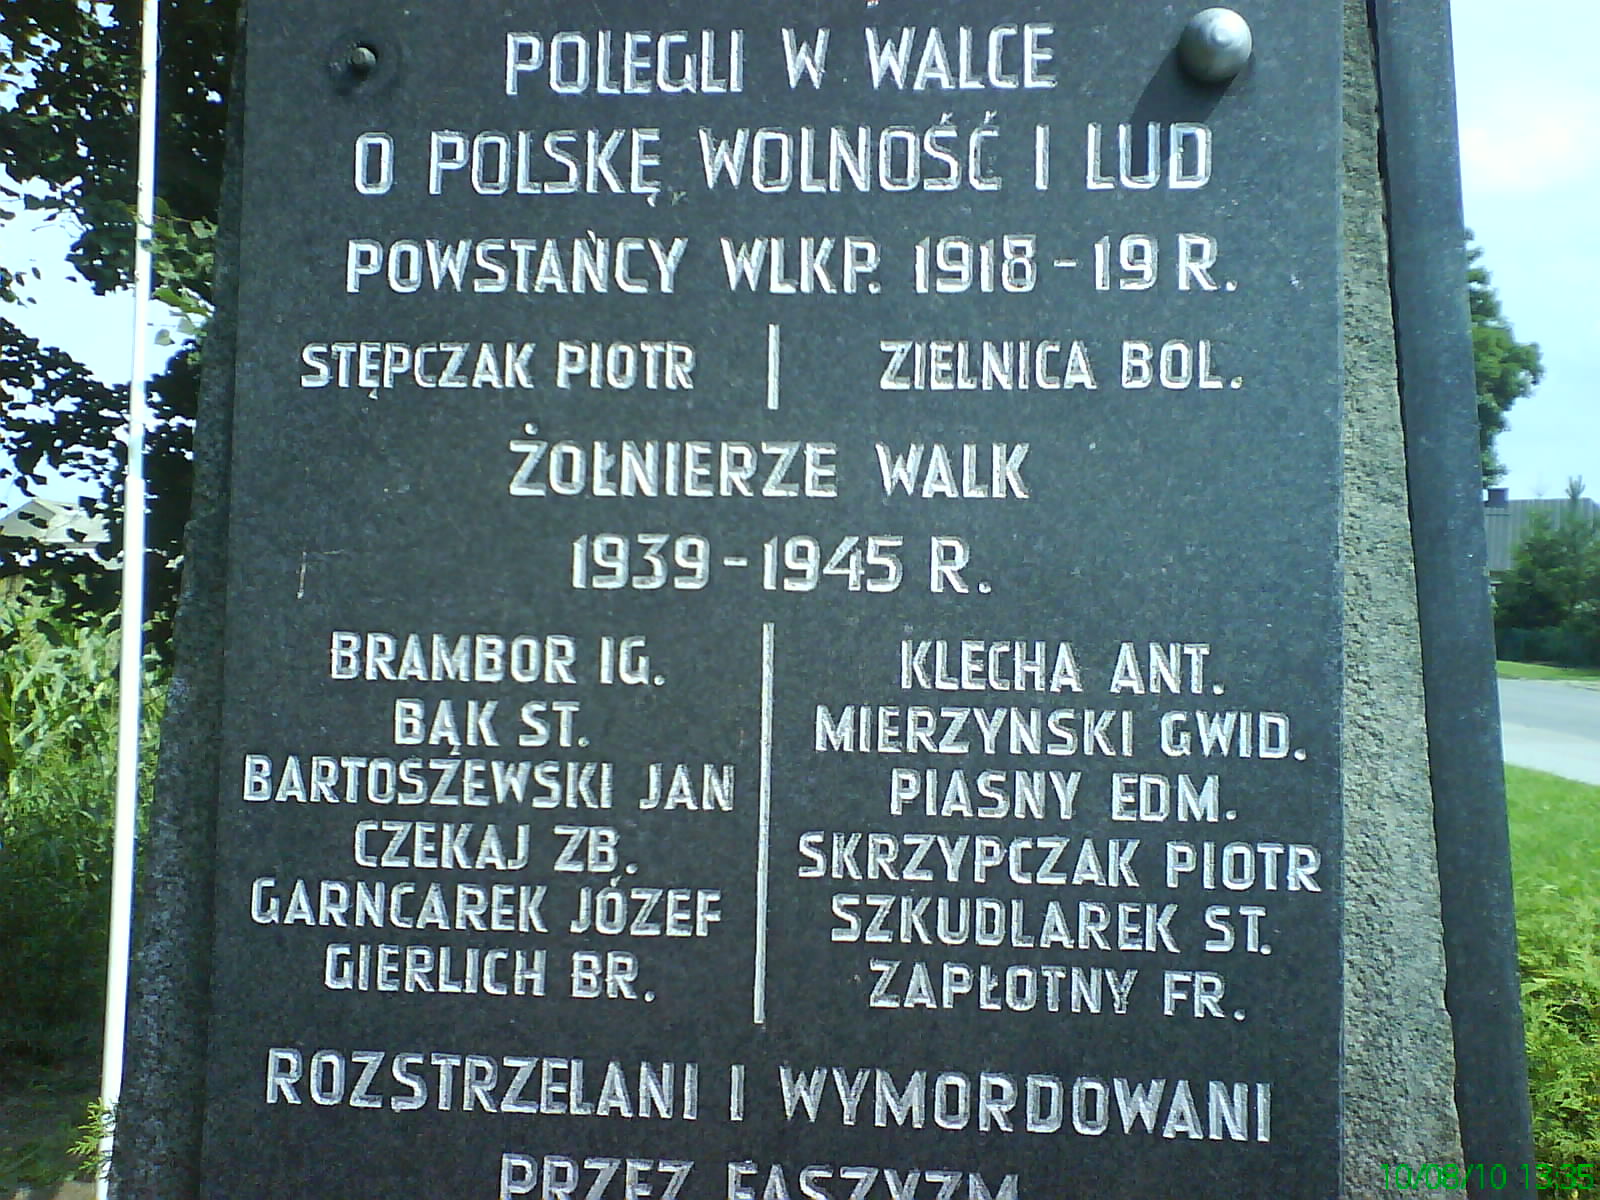 POLEGLI W WALCE
O POLSKĘ WOLNOŚĆ I LUD
POWSTAŃCY WLKP. 1918 - 19 R.
STĘPCZAK PIOTR | ZIELNICA BOL.
ŻOŁNIERZE WALK
1939 - 1945 R.
BRAMBOR IG.
BĄK ST.
BARTOSZEWSKI JAN
CZEKAJ ZB.
GARNCAREK JÓZEF
GIERLICH BR.
KLECHA ANT.
MIERZYNSKI GWID.
PIASNY EDM.
SKRZYPCZAK PIOTR
SZKUDLAREK ST.
ZAPŁOTNY FR.
ROZSTRZELANI I WYMORDOWANI
PRZEZ FASZYZM
10/08/10 13:35